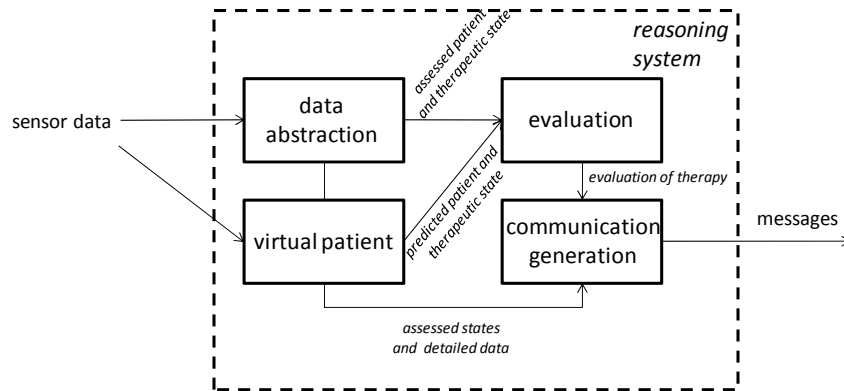 reasoning
system
assessed patient
and therapeutic state
sensor data
data
abstraction
evaluation
predicted patient and
therapeutic state
evaluation of therapy
virtual patient
communication
generation
messages
assessed states
and detailed data